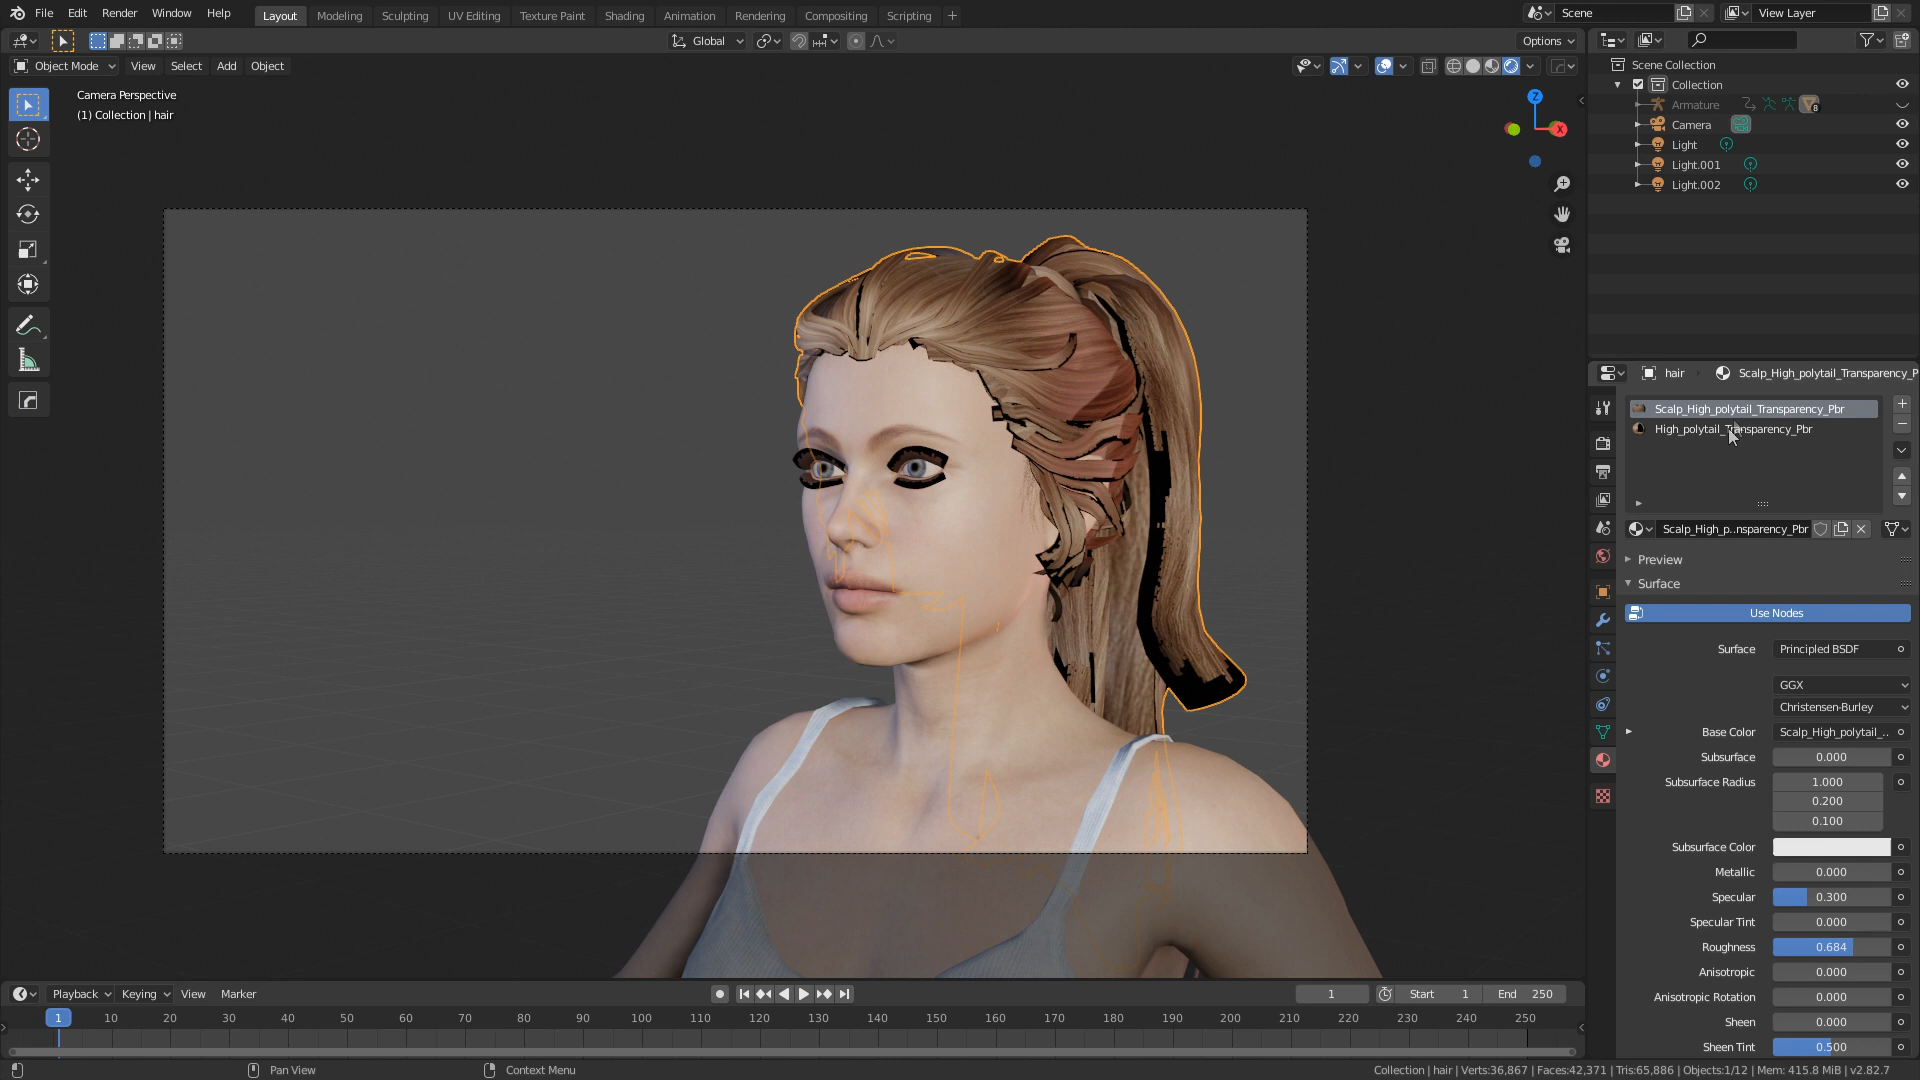 File Edit Render Window Help
Layout Modeling Sculpting UV Editing Texture Paint Shading Animation Rendering Compositing Scripting +
Scene
View Layer
Global
Options
Object Mode View Select Add Object
Camera Perspective
(1) Collection | hair
Z
X
Scene Collection
Collection
Armature
8
Camera
Light
Light.001
Light.002
hair
Scalp_High_polytail_Transparency_P
Scalp_High_polytail_Transparency_Pbr
High_polytail_Transparency_Pbr
Scalp_High_p..nsparency_Pbr
Preview
Surface
Use Nodes
Surface Principled BSDF
GGX
Christensen-Burley
Base Color Scalp_High_polytail_..
Subsurface 0.000
Subsurface Radius 1.000
0.200
0.100
Subsurface Color
Metallic 0.000
Specular 0.300
Specular Tint 0.000
Roughness 0.684
Anisotropic 0.000
Anisotropic Rotation 0.000
Sheen 0.000
Sheen Tint 0.500
Playback Keying View Marker
1 Start 1 End 250
1 10 20 30 40 50 60 70 80 90 100 110 120 130 140 150 160 170 180 190 200 210 220 230 240 250
Pan View
Context Menu
Collection | hair | Verts:36,867 | Faces:42,371 | Tris:65,886 | Objects:1/12 | Mem: 415.8 MiB | v2.82.7